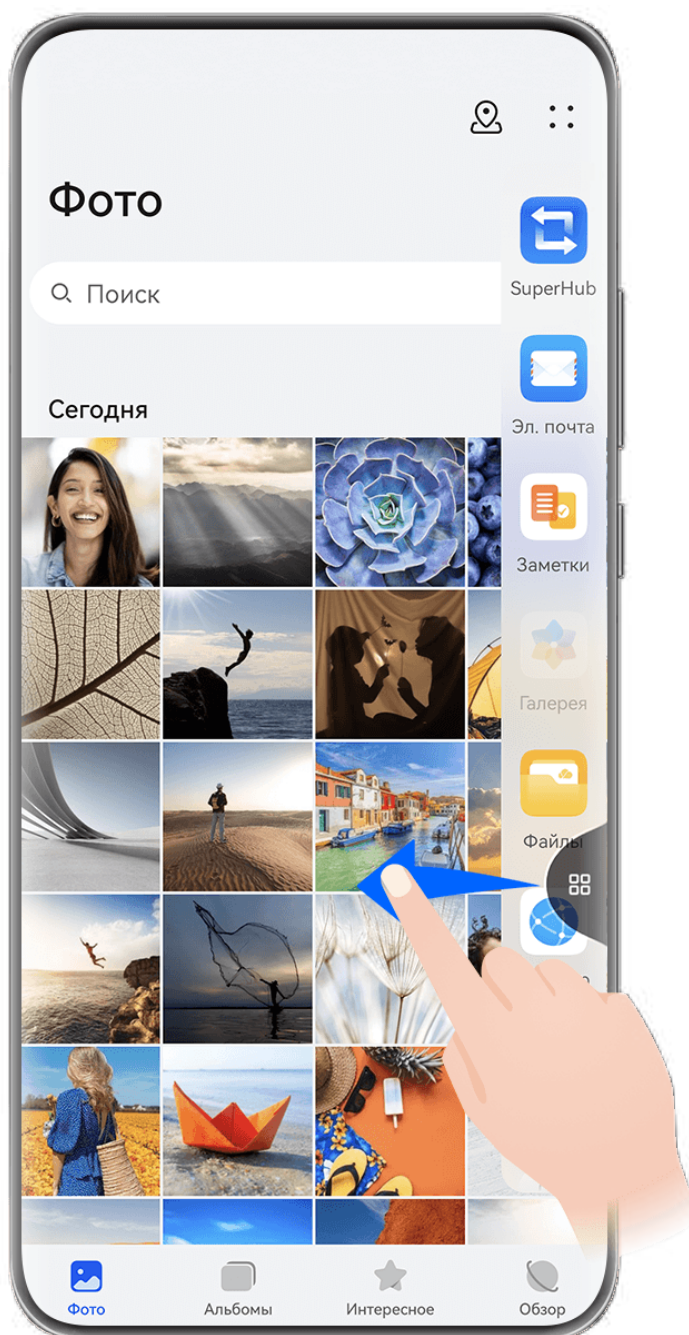 Фото
Поиск
Сегодня
SuperHub
Эл. почта
Заметки
Галерея
Файлы
Фото
Альбомы
Интересное
Обзор